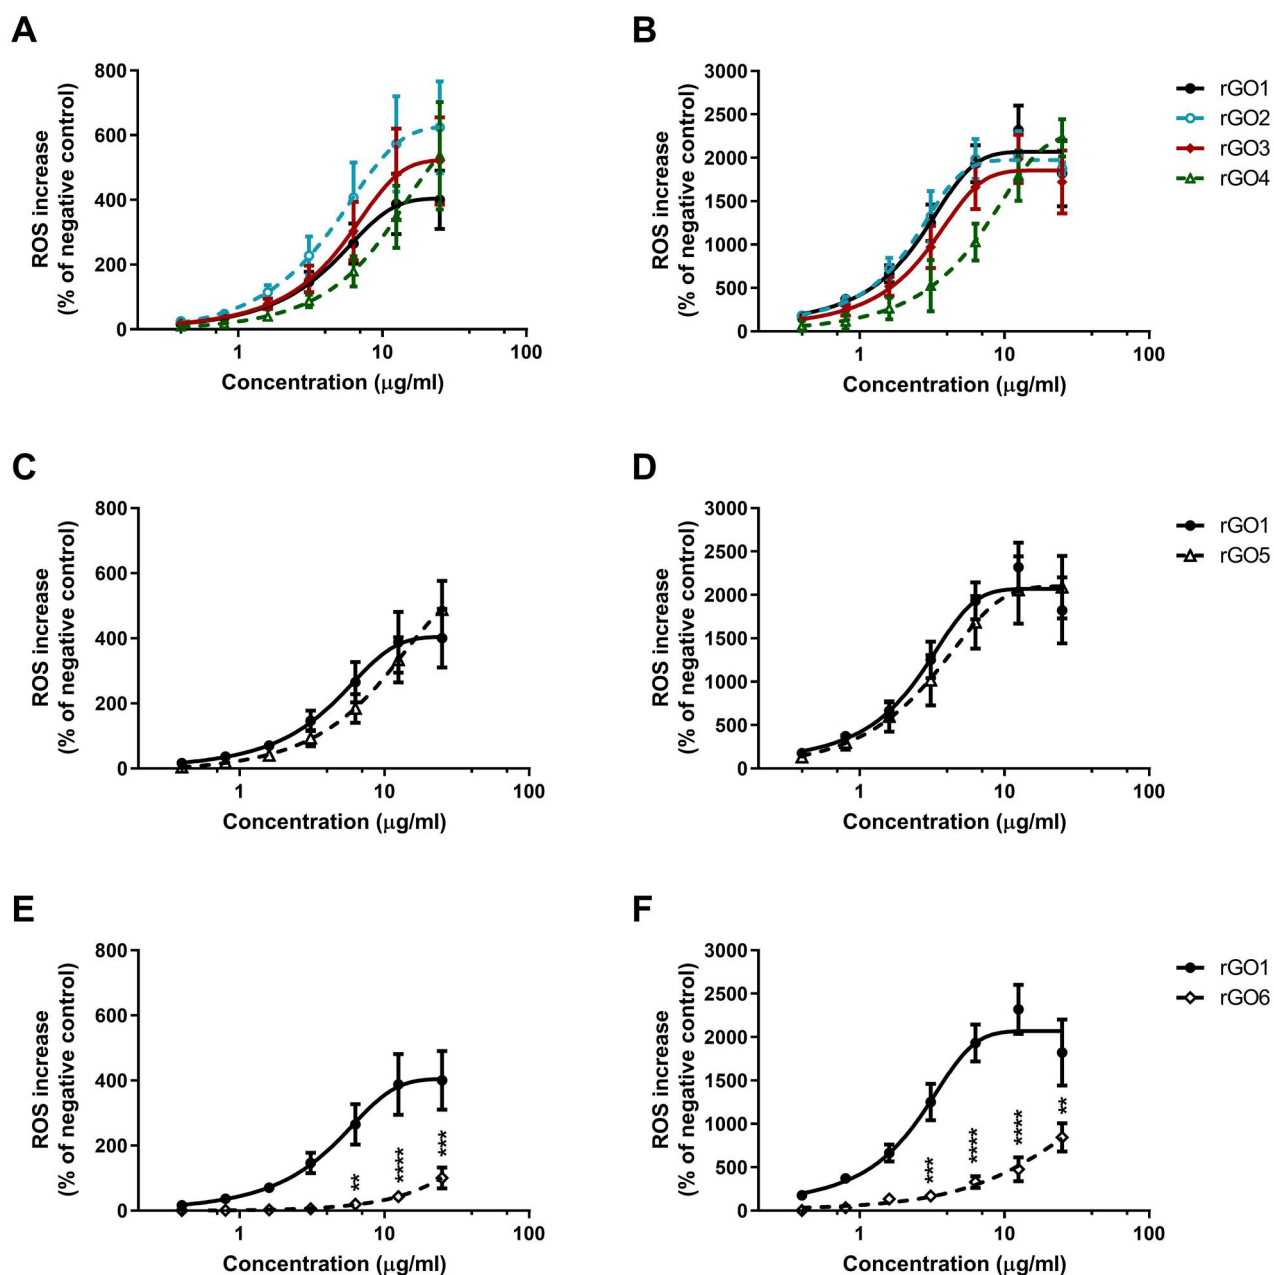 A
ROS increase
(% of negative control)
800
600
400
200
0
1
10
100
Concentration (μg/ml)
B
ROS increase
(% of negative control)
3000
2500
2000
1500
1000
500
0
1
10
100
Concentration (μg/ml)
rGO1
rGO2
rGO3
rGO4
C
ROS increase
(% of negative control)
800
600
400
200
0
1
10
100
Concentration (μg/ml)
D
ROS increase
(% of negative control)
3000
2500
2000
1500
1000
500
0
1
10
100
Concentration (μg/ml)
rGO1
rGO5
E
ROS increase
(% of negative control)
800
600
400
200
0
**
****
***
1
10
100
Concentration (μg/ml)
F
ROS increase
(% of negative control)
3000
2500
2000
1500
1000
500
0
***
****
****
**
1
10
100
Concentration (μg/ml)
rGO1
rGO6